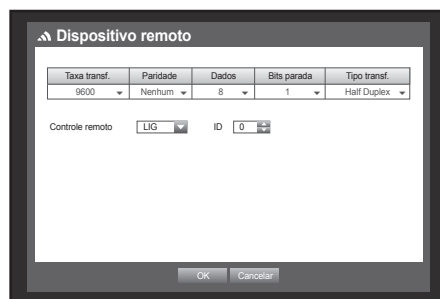 Dispositivo remoto
Taxa transf. Paridade Dados Bits parada Tipo transf.
9600 Nenhum 8 1 Half Duplex
Controle remoto LIG ID 0
OK Cancelar